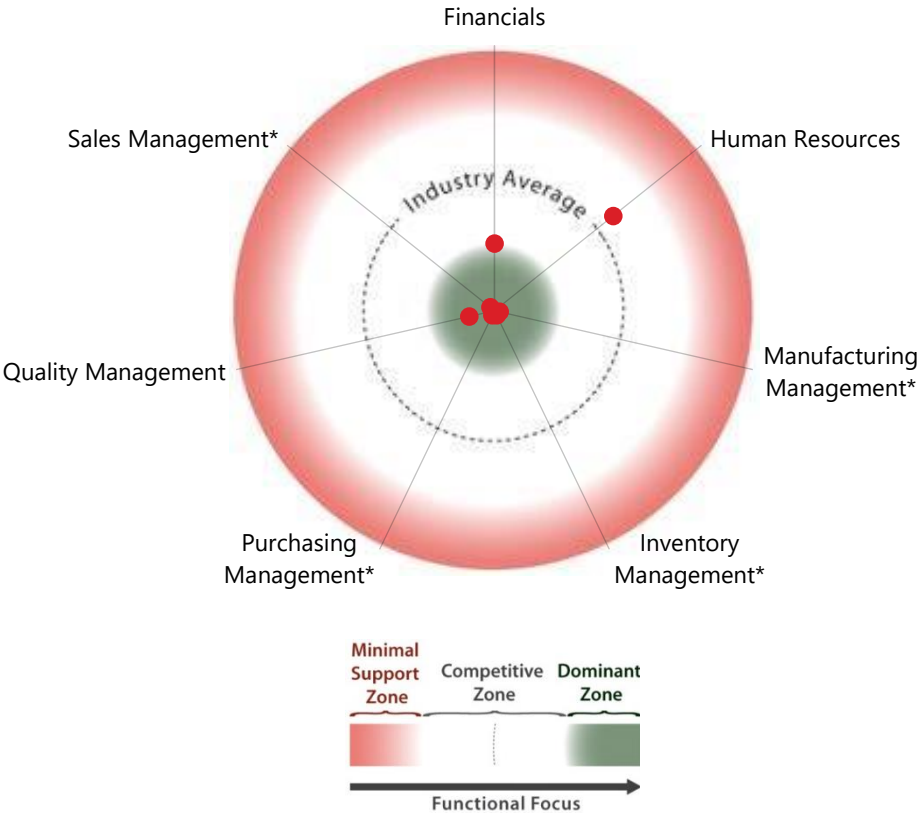 Financials
Sales Management*
Human Resources
Industry Average
Quality Management
Manufacturing
Management*
Purchasing
Management*
Inventory
Management*
Minimal
Support
Zone
Competitive
Zone
Dominant
Zone
Functional Focus